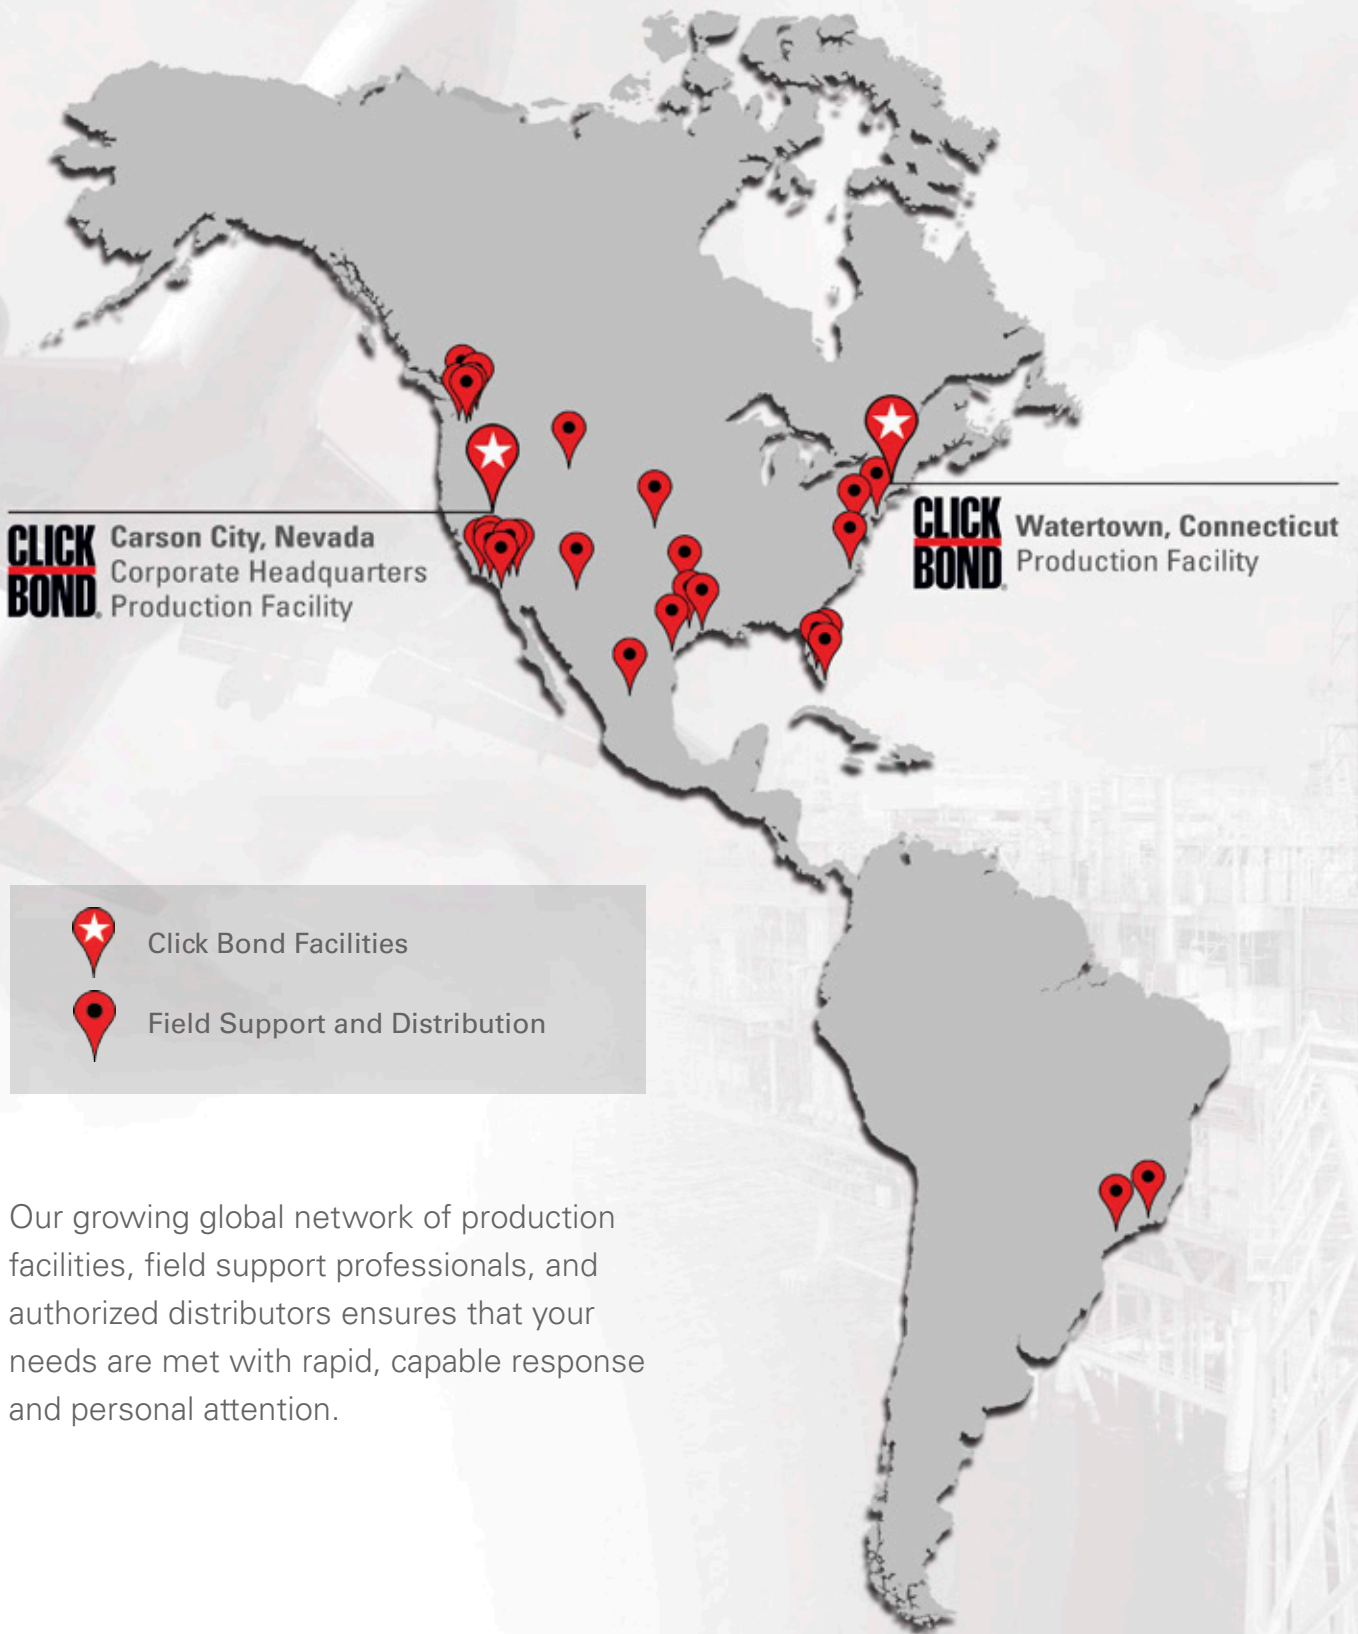 CLICK
BOND®
Carson City, Nevada
Corporate Headquarters
Production Facility
CLICK
BOND®
Watertown, Connecticut
Production Facility
Click Bond Facilities
Field Support and Distribution
Our growing global network of production
facilities, field support professionals, and
authorized distributors ensures that your
needs are met with rapid, capable response
and personal attention.